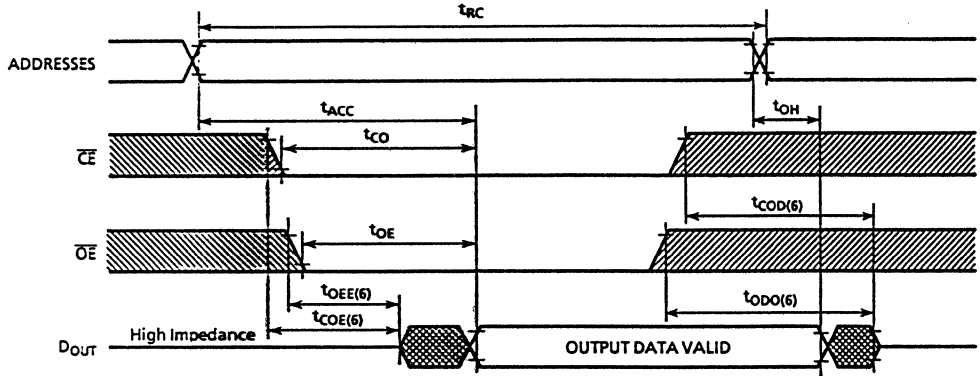 tRC
ADDRESSES
tACC
tOH
tCO
CE
tCOD(6)
tOE
OE
tOEE(6)
tODO(6)
tCOE(6)
High Impedance
DOUT
OUTPUT DATA VALID